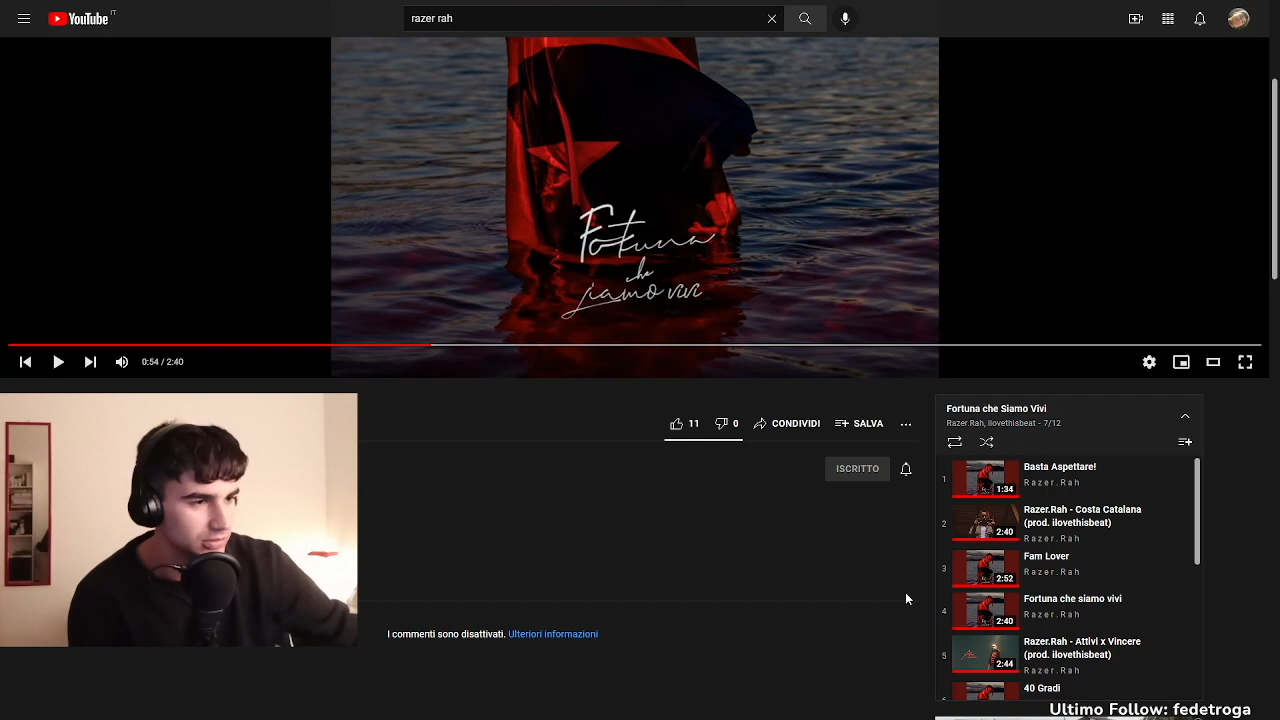 YouTube IT
razer rah
Fortuna
che
siamo vivi
0:54 / 2:40
11
0
CONDIVIDI
SALVA
ISCRITTO
I commenti sono disattivati. Ulteriori informazioni
Fortuna che Siamo Vivi
Razer.Rah, Ilovethisbeat - 7/12
1
Basta Aspettare!
Razer.Rah
1:34
2
Razer.Rah - Costa Catalana
(prod. ilovethisbeat)
Razer.Rah
2:40
3
Fam Lover
Razer.Rah
2:52
4
Fortuna che siamo vivi
Razer.Rah
2:40
5
Razer.Rah - Attivi x Vincere
(prod. ilovethisbeat)
Razer.Rah
2:44
40 Gradi
Ultimo Follow: fedetroga